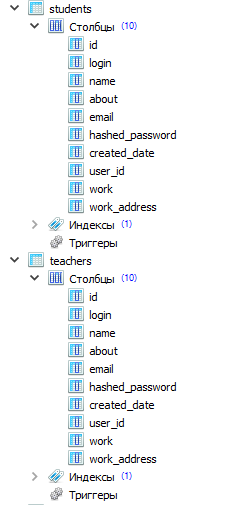 students
Столбцы (10)
id
login
name
about
email
hashed_password
created_date
user_id
work
work_address
Индексы (1)
Триггеры
teachers
Столбцы (10)
id
login
name
about
email
hashed_password
created_date
user_id
work
work_address
Индексы (1)
Триггеры